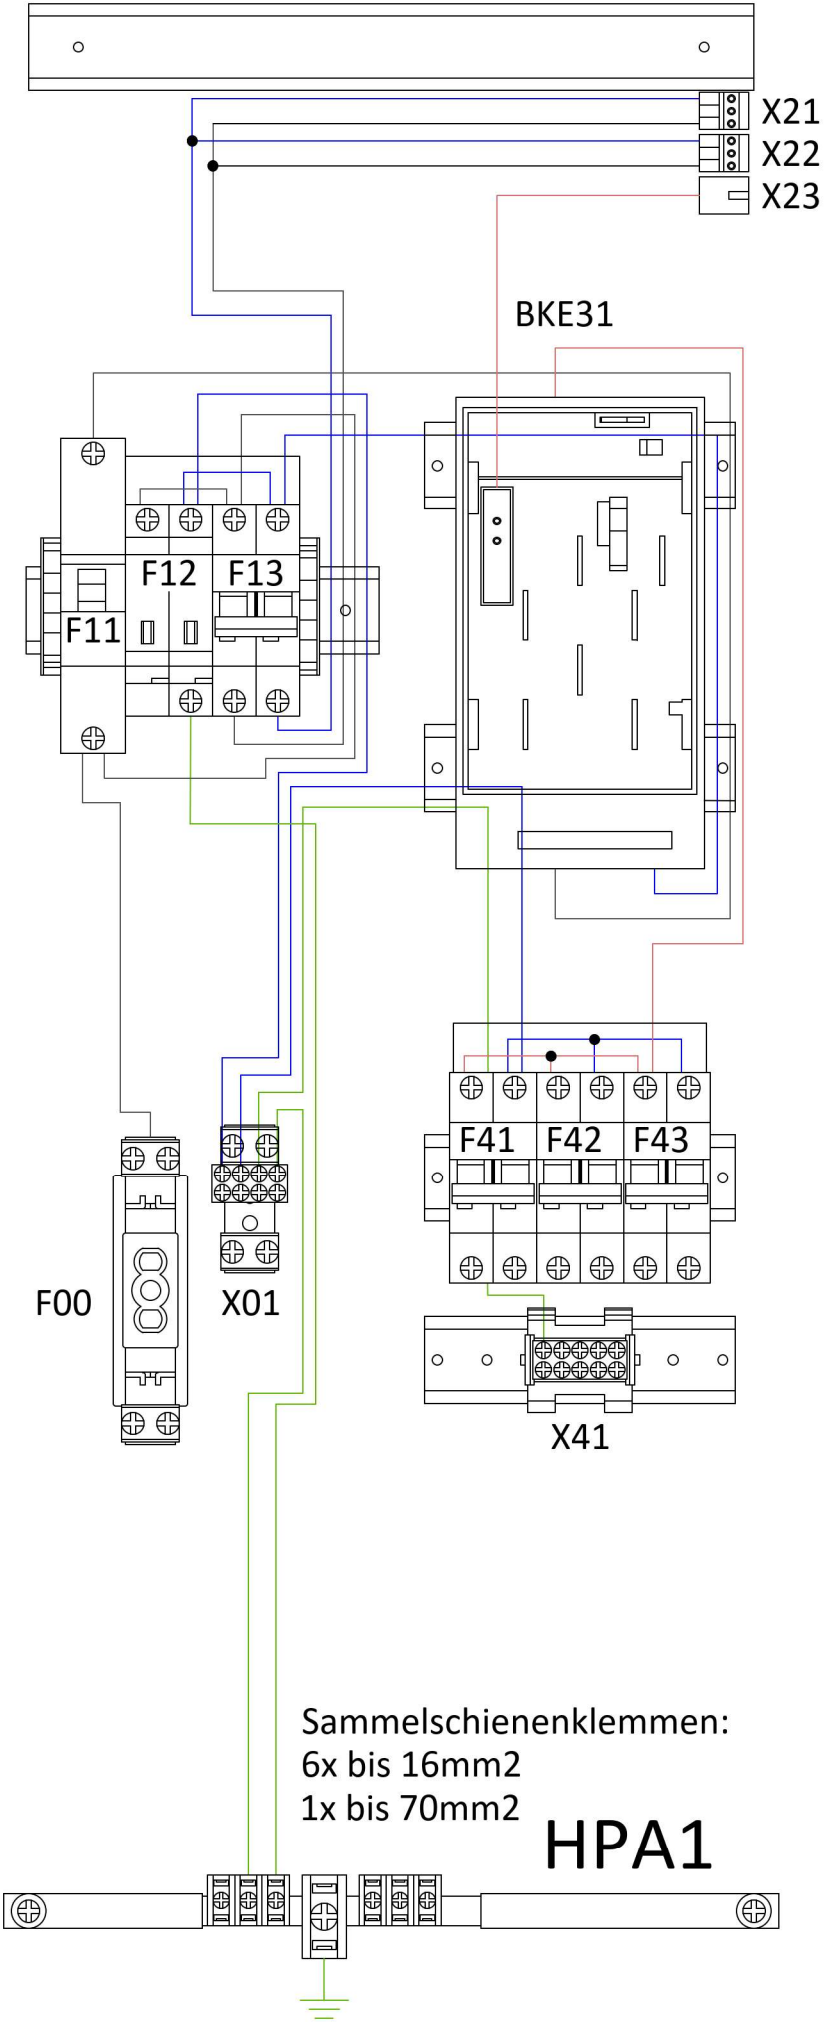 X21
X22
X23
BKE31
F12
F13
F11
F41
F42
F43
F00
X01
X41
Sammelschienenklemmen:
6x bis 16mm2
1x bis 70mm2
HPA1